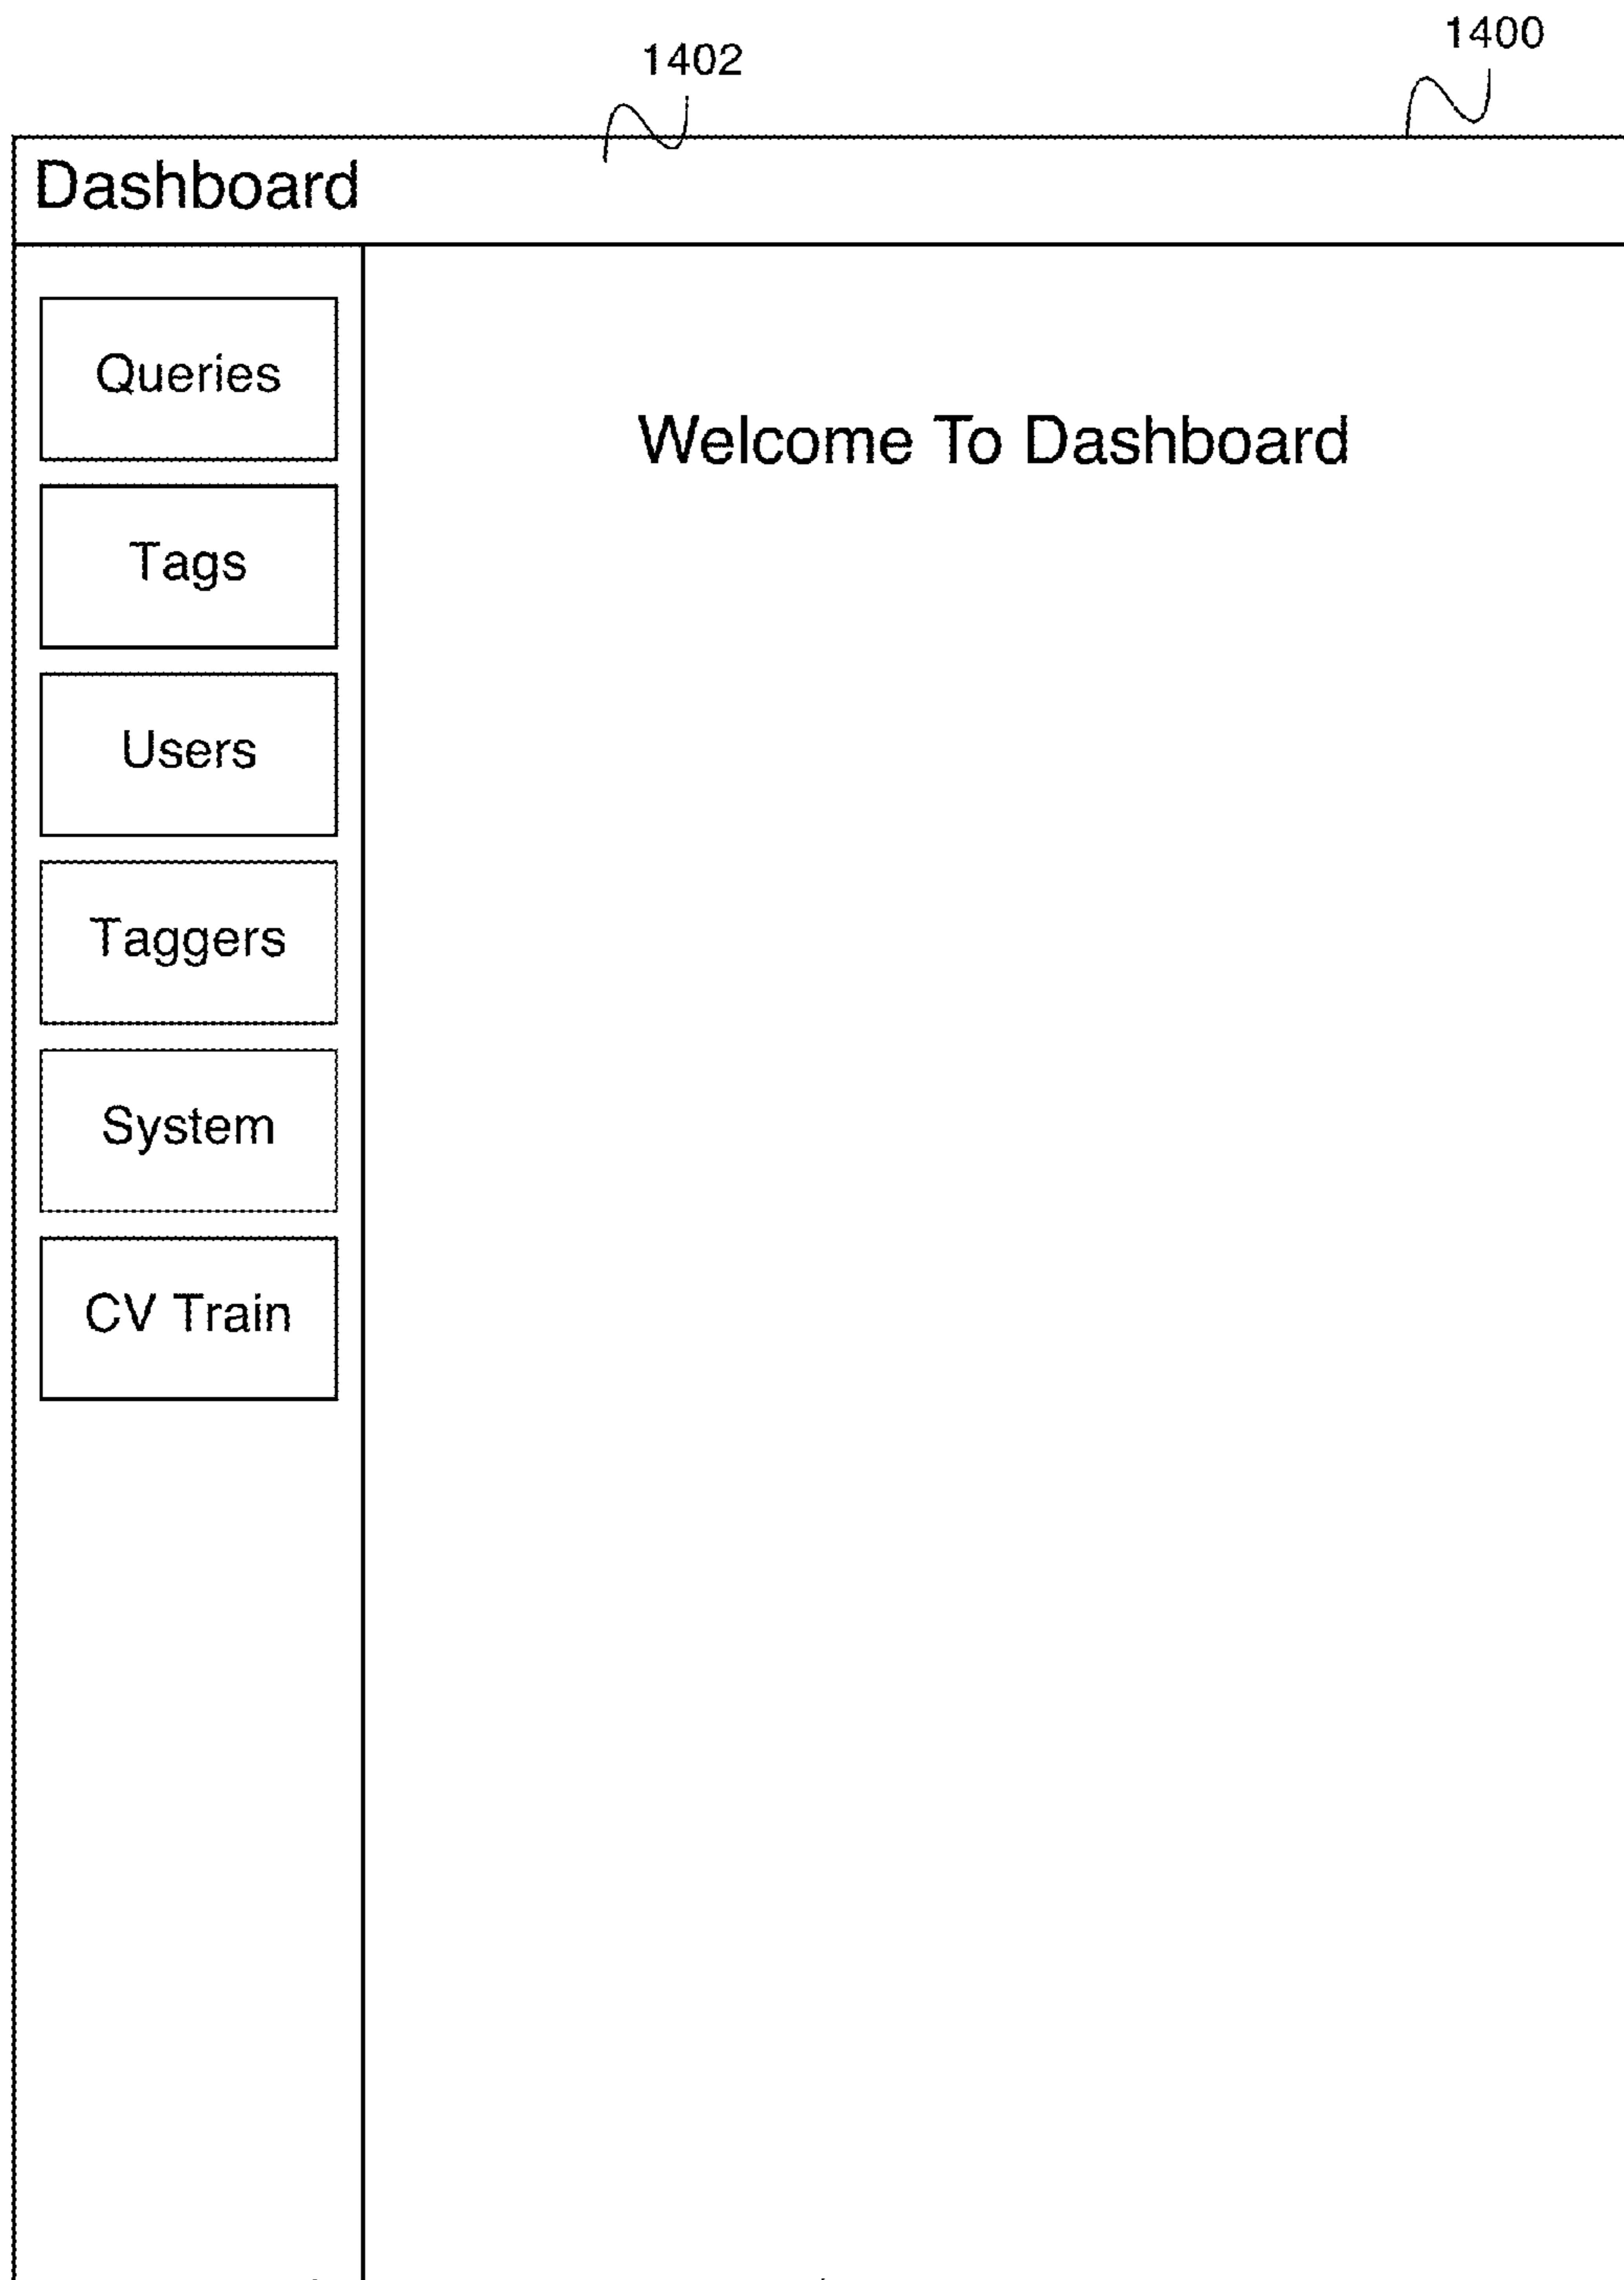 1402
1400
Dashboard
Queries
Welcome To Dashboard
Tags
Users
Taggers
System
CV Train